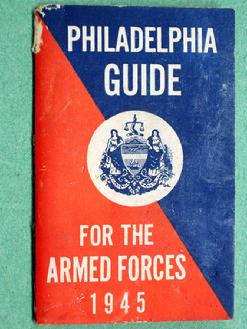 PHILADELPHIA
GUIDE
FOR THE
ARMED FORCES
1945